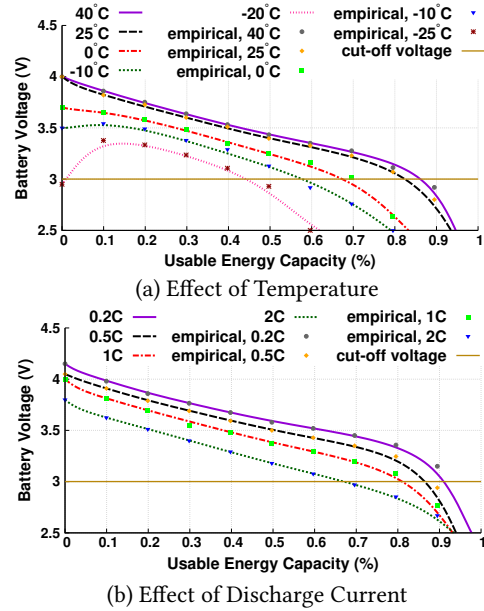 40°C
25°C
0°C
-10°C
-20°C
empirical, 40°C
empirical, 25°C
empirical, 0°C
empirical, -10°C
empirical, -25°C
cut-off voltage
Battery Voltage (V)
4.5
4
3.5
3
2.5
0 0.1 0.2 0.3 0.4 0.5 0.6 0.7 0.8 0.9 1
Usable Energy Capacity (%)
(a) Effect of Temperature
0.2C
0.5C
1C
2C
empirical, 0.2C
empirical, 0.5C
empirical, 1C
empirical, 2C
cut-off voltage
Battery Voltage (V)
4.5
4
3.5
3
2.5
0 0.1 0.2 0.3 0.4 0.5 0.6 0.7 0.8 0.9 1
Usable Energy Capacity (%)
(b) Effect of Discharge Current